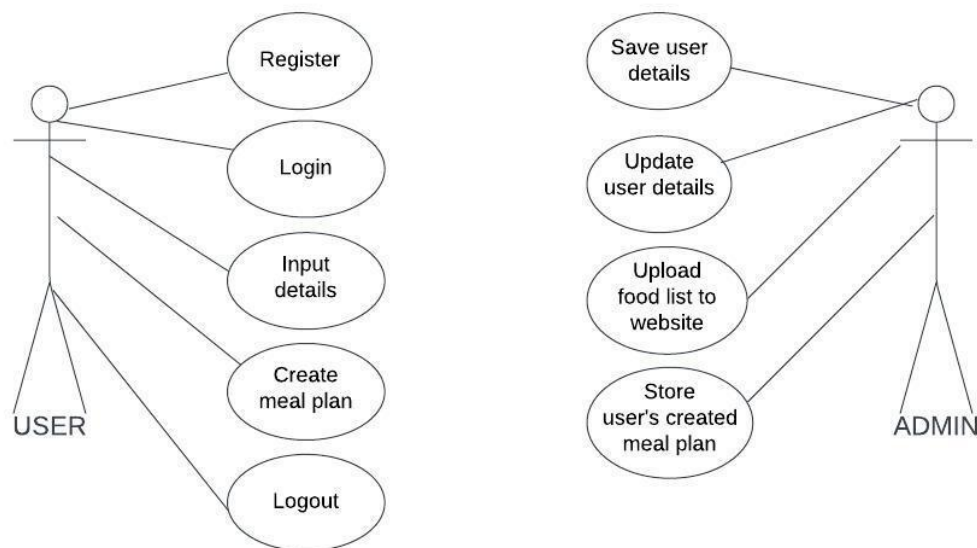 Register
Login
Input
details
Create
meal plan
Logout
USER
Save user
details
Update
user details
Upload
food list to
website
Store
user's created
meal plan
ADMIN